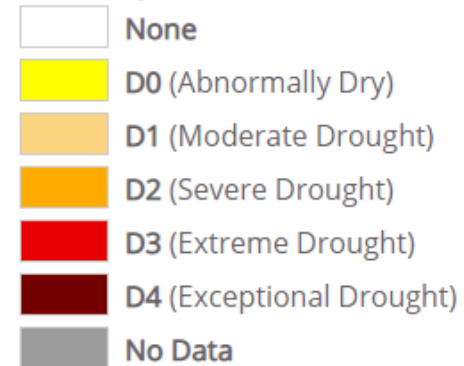 None
D0 (Abnormally Dry)
D1 (Moderate Drought)
D2 (Severe Drought)
D3 (Extreme Drought)
D4 (Exceptional Drought)
No Data